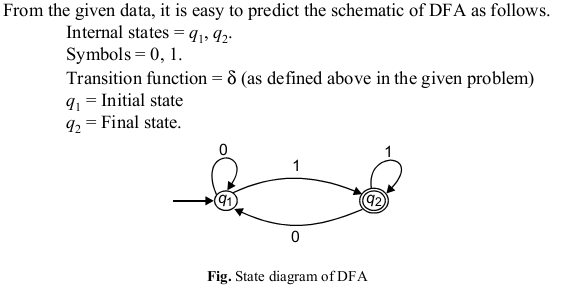 From the given data, it is easy to predict the schematic of DFA as follows.
Internal states = q₁, q₂.
Symbols = 0, 1.
Transition function = δ (as defined above in the given problem)
q₁ = Initial state
q₂ = Final state.
0
1
1
q₁
q₂
0
Fig. State diagram of DFA